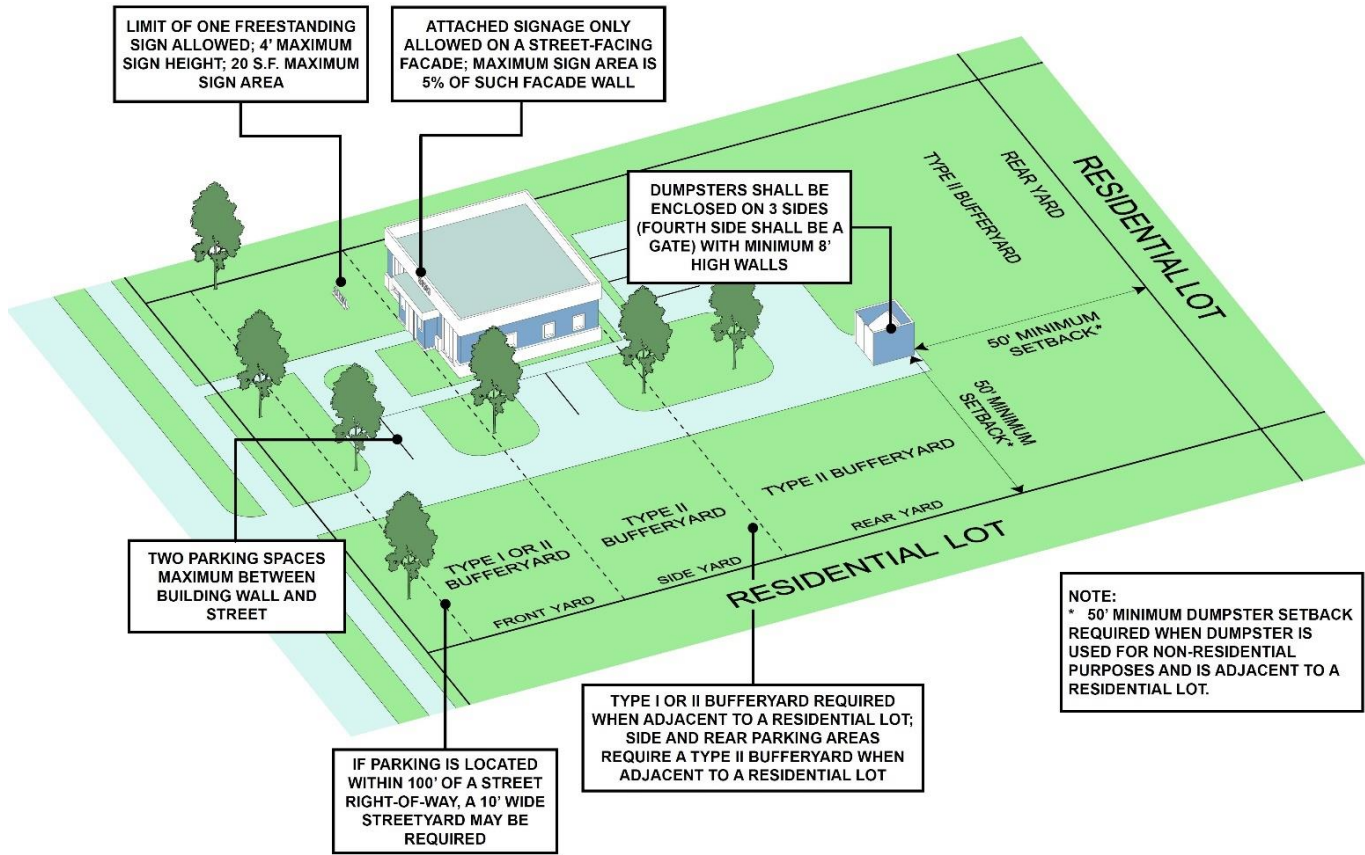 LIMIT OF ONE FREESTANDING
SIGN ALLOWED; 4' MAXIMUM
SIGN HEIGHT; 20 S.F. MAXIMUM
SIGN AREA
ATTACHED SIGNAGE ONLY
ALLOWED ON A STREET-FACING
FACADE; MAXIMUM SIGN AREA IS
5% OF SUCH FACADE WALL
DUMPSTERS SHALL BE
ENCLOSED ON 3 SIDES
(FOURTH SIDE SHALL BE A
GATE) WITH MINIMUM 8'
HIGH WALLS
TYPE II BUFFERYARD
REAR YARD
RESIDENTIAL LOT
50' MINIMUM
SETBACK*
50' MINIMUM
SETBACK*
TYPE I OR II
BUFFERYARD
TYPE II
BUFFERYARD
TYPE II BUFFERYARD
FRONT YARD
SIDE YARD
REAR YARD
RESIDENTIAL LOT
TWO PARKING SPACES
MAXIMUM BETWEEN
BUILDING WALL AND
STREET
IF PARKING IS LOCATED
WITHIN 100' OF A STREET
RIGHT-OF-WAY, A 10' WIDE
STREETYARD MAY BE
REQUIRED
TYPE I OR II BUFFERYARD REQUIRED
WHEN ADJACENT TO A RESIDENTIAL LOT;
SIDE AND REAR PARKING AREAS
REQUIRE A TYPE II BUFFERYARD WHEN
ADJACENT TO A RESIDENTIAL LOT
NOTE:
* 50' MINIMUM DUMPSTER SETBACK
REQUIRED WHEN DUMPSTER IS
USED FOR NON-RESIDENTIAL
PURPOSES AND IS ADJACENT TO A
RESIDENTIAL LOT.